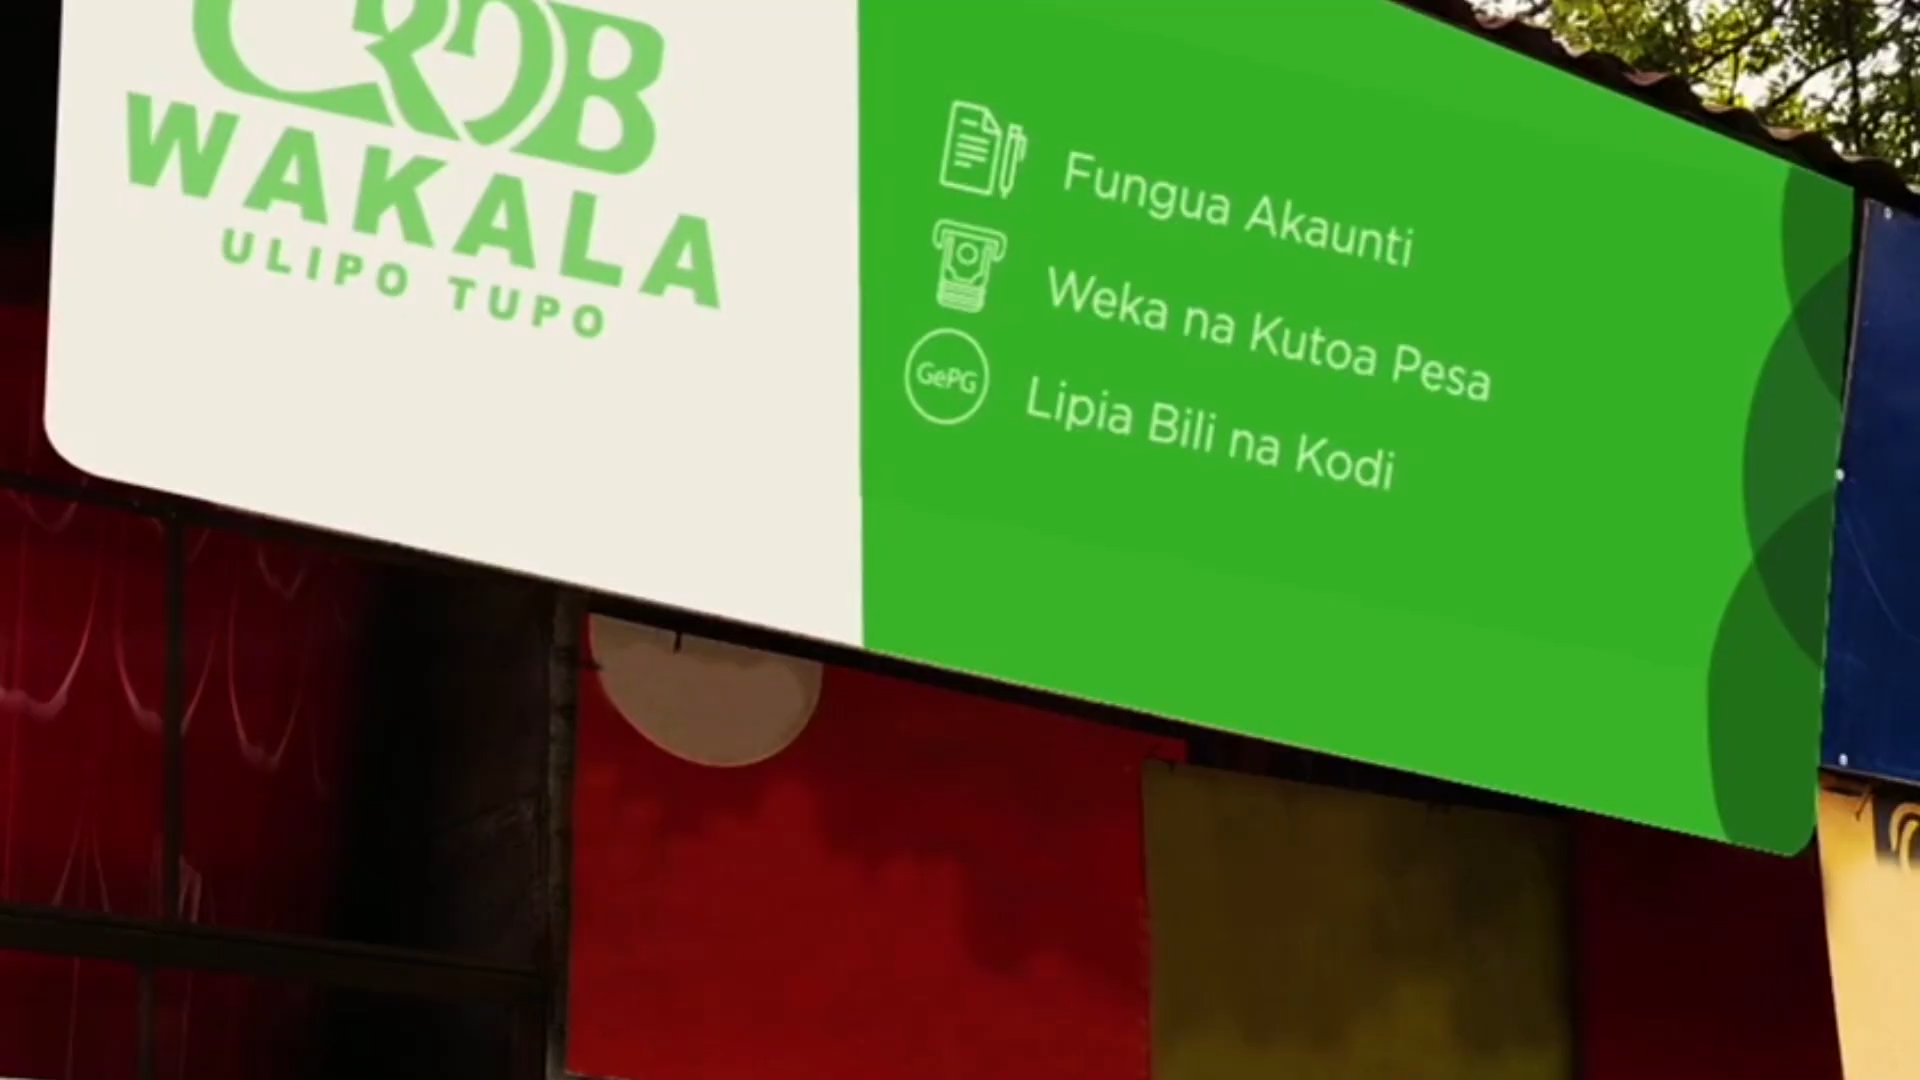 CRDB
WAKALA
ULIPO TUPO
Fungua Akaunti
Weka na Kutoa Pesa
GePG
Lipia Bili na Kodi